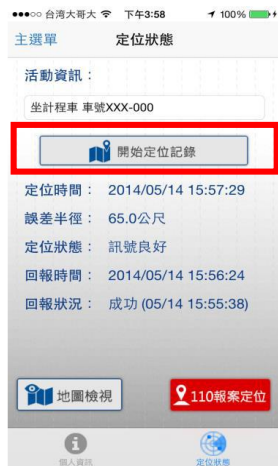 台灣大哥大 下午3:58 100%
主選單 定位狀態
活動資訊：
坐計程車 車號XXX-000
開始定位記錄
定位時間： 2014/05/14 15:57:29
誤差半徑： 65.0公尺
定位狀態： 訊號良好
回報時間： 2014/05/14 15:56:24
回報狀況： 成功 (05/14 15:55:38)
地圖檢視 110報案定位
個人資訊 定位狀態